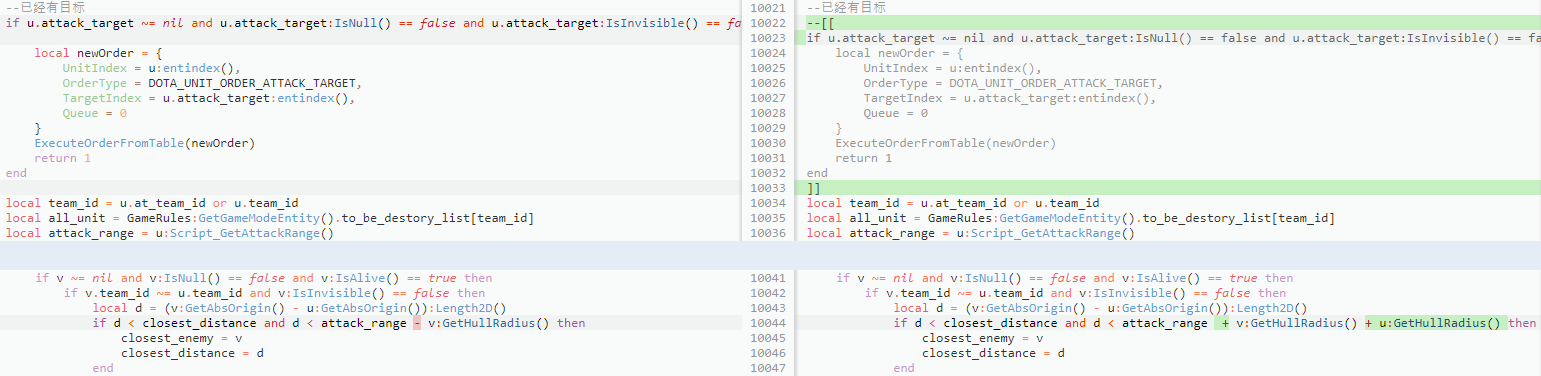 --已经有目标
if u.attack_target ~= nil and u.attack_target:IsNull() == false and u.attack_target:IsInvisible() == fa
local newOrder = {
UnitIndex = u:entindex(),
OrderType = DOTA_UNIT_ORDER_ATTACK_TARGET,
TargetIndex = u.attack_target:entindex(),
Queue = 0
}
ExecuteOrderFromTable(newOrder)
return 1
end
local team_id = u.at_team_id or u.team_id
local all_unit = GameRules:GetGameModeEntity().to_be_destory_list[team_id]
local attack_range = u:Script_GetAttackRange()
if v ~= nil and v:IsNull() == false and v:IsAlive() == true then
if v.team_id ~= u.team_id and v:IsInvisible() == false then
local d = (v:GetAbsOrigin() - u:GetAbsOrigin()):Length2D()
if d < closest_distance and d < attack_range - v:GetHullRadius() then
closest_enemy = v
closest_distance = d
end
10021 --已经有目标
10022 --[[
10023 if u.attack_target ~= nil and u.attack_target:IsNull() == false and u.attack_target:IsInvisible() == fa
10024 local newOrder = {
10025 UnitIndex = u:entindex(),
10026 OrderType = DOTA_UNIT_ORDER_ATTACK_TARGET,
10027 TargetIndex = u.attack_target:entindex(),
10028 Queue = 0
10029 }
10030 ExecuteOrderFromTable(newOrder)
10031 return 1
10032 end
10033 ]]
10034 local team_id = u.at_team_id or u.team_id
10035 local all_unit = GameRules:GetGameModeEntity().to_be_destory_list[team_id]
10036 local attack_range = u:Script_GetAttackRange()
10041 if v ~= nil and v:IsNull() == false and v:IsAlive() == true then
10042 if v.team_id ~= u.team_id and v:IsInvisible() == false then
10043 local d = (v:GetAbsOrigin() - u:GetAbsOrigin()):Length2D()
10044 if d < closest_distance and d < attack_range + v:GetHullRadius() + u:GetHullRadius() then
10045 closest_enemy = v
10046 closest_distance = d
10047 end